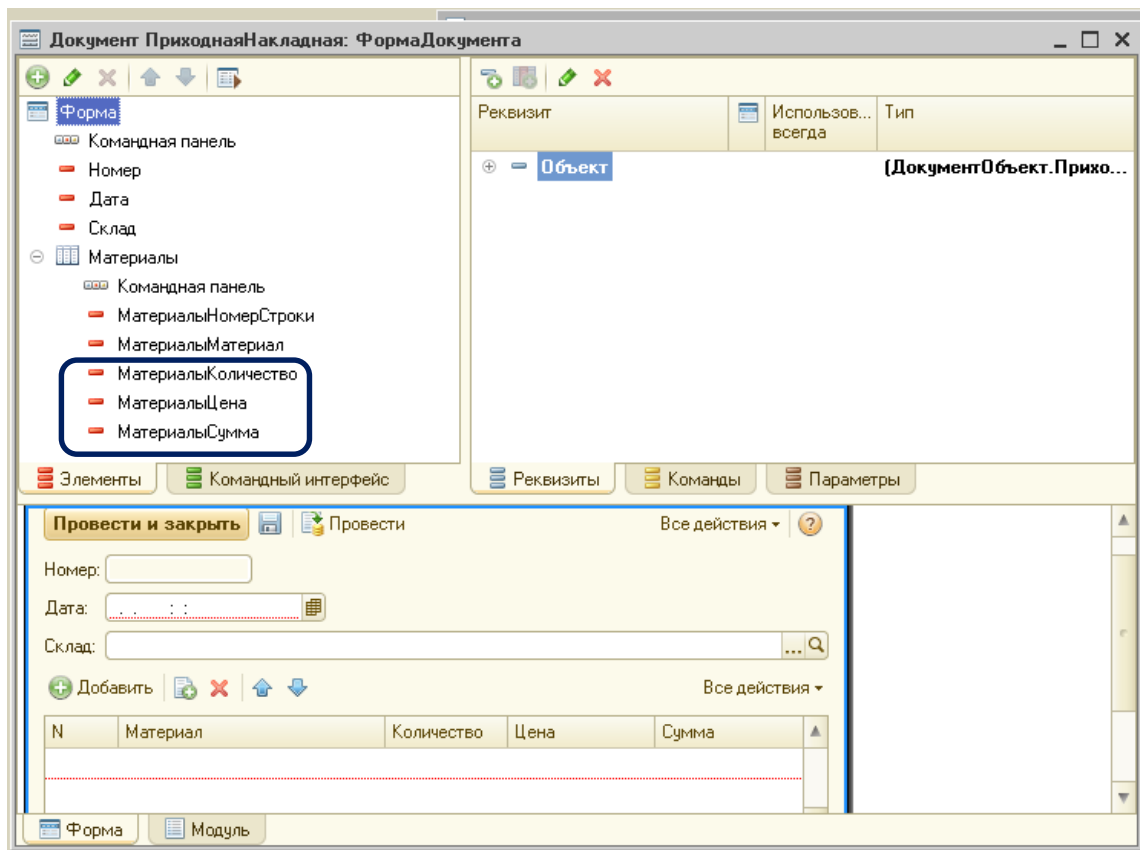 Документ ПриходнаяНакладная: ФормаДокумента
Форма
Командная панель
Номер
Дата
Склад
Материалы
Командная панель
МатериалыНомерСтроки
МатериалыМатериал
МатериалыКоличество
МатериалыЦена
МатериалыСумма
Элементы
Командный интерфейс
Реквизит
Использов...
всегда
Тип
Объект
(ДокументОбъект.Прихо...
Реквизиты
Команды
Параметры
Провести и закрыть
Провести
Все действия
Номер:
Дата: . . : :
Склад:
...
Добавить
Все действия
N Материал Количество Цена Сумма
Форма
Модуль